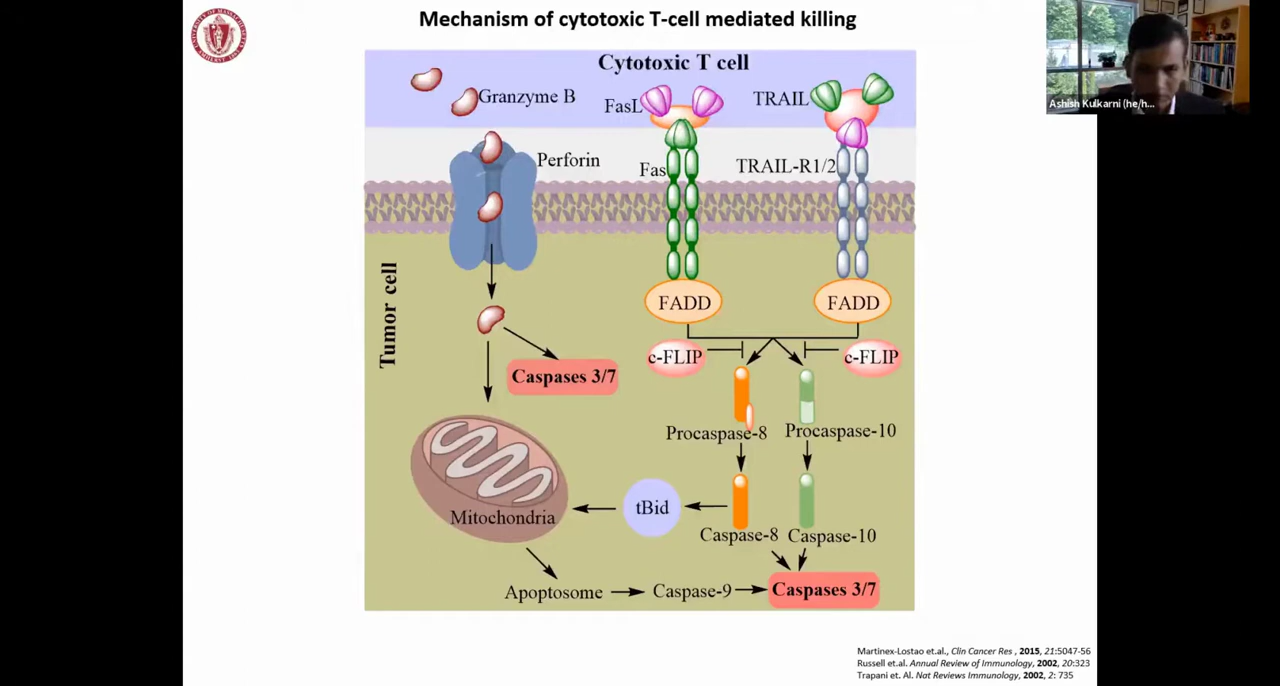 Mechanism of cytotoxic T-cell mediated killing
Ashish Kulkarni (he/h...
Cytotoxic T cell
Granzyme B
FasL
TRAIL
Perforin
Fas
TRAIL-R1/2
Tumor cell
FADD
FADD
c-FLIP
c-FLIP
Caspases 3/7
Procaspase-8
Procaspase-10
Mitochondria
tBid
Caspase-8
Caspase-10
Apoptosome
Caspase-9
Caspases 3/7
Martinex-Lostao et.al., Clin Cancer Res , 2015, 21:5047-56
Russell et.al. Annual Review of Immunology, 2002, 20:323
Trapani et. Al. Nat Reviews Immunology, 2002, 2: 735